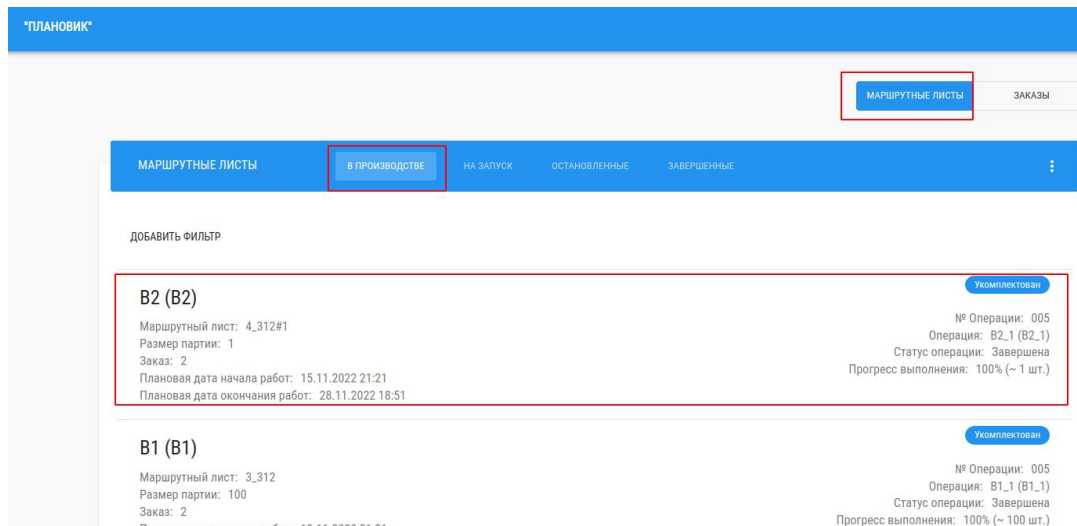 "ПЛАНОВИК"
МАРШРУТНЫЕ ЛИСТЫ ЗАКАЗЫ
МАРШРУТНЫЕ ЛИСТЫ В ПРОИЗВОДСТВЕ НА ЗАПУСК ОСТАНОВЛЕННЫЕ ЗАВЕРШЕННЫЕ
ДОБАВИТЬ ФИЛЬТР
Укомплектован
B2 (B2)
Маршрутный лист: 4_312#1
Размер партии: 1
Заказ: 2
Плановая дата начала работ: 15.11.2022 21:21
Плановая дата окончания работ: 28.11.2022 18:51
№ Операции: 005
Операция: B2_1 (B2_1)
Статус операции: Завершена
Прогресс выполнения: 100% (~ 1 шт.)
Укомплектован
B1 (B1)
Маршрутный лист: 3_312
Размер партии: 100
Заказ: 2
№ Операции: 005
Операция: B1_1 (B1_1)
Статус операции: Завершена
Прогресс выполнения: 100% (~ 100 шт.)